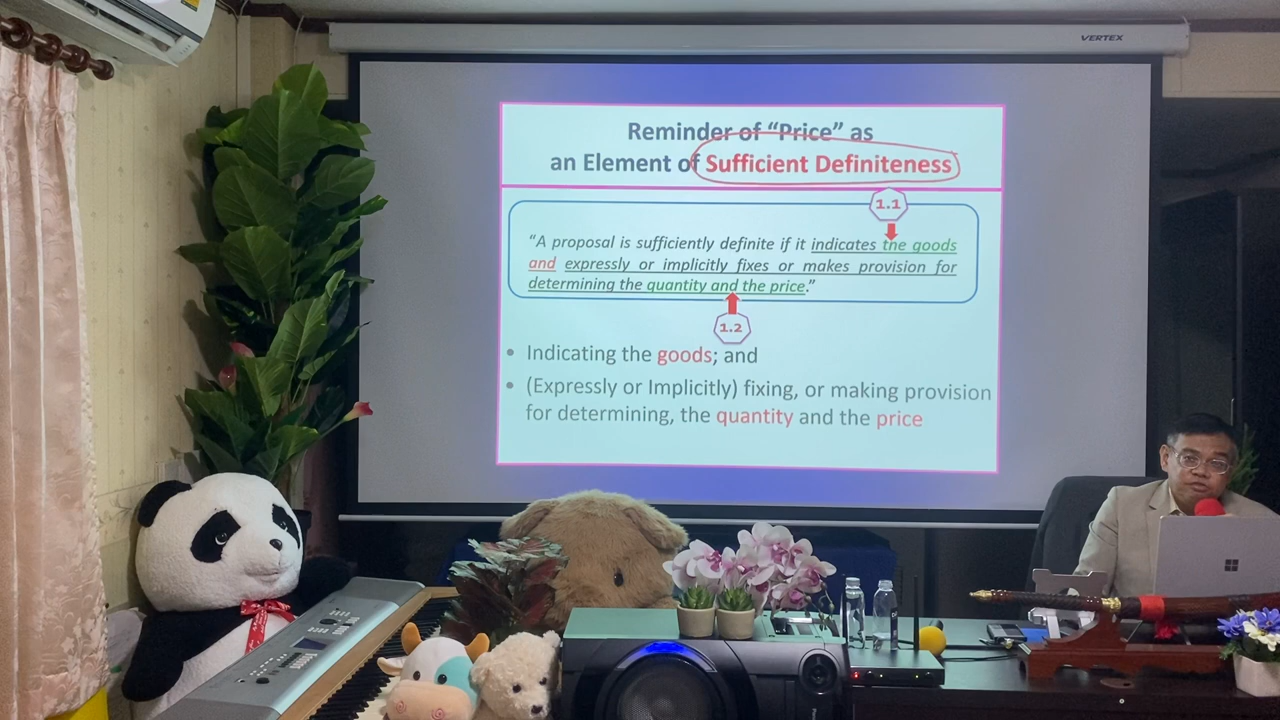 VERTEX
Reminder of “Price” as
an Element of Sufficient Definiteness
1.1
“A proposal is sufficiently definite if it indicates the goods
and expressly or implicitly fixes or makes provision for
determining the quantity and the price.”
1.2
• Indicating the goods; and
• (Expressly or Implicitly) fixing, or making provision
for determining, the quantity and the price